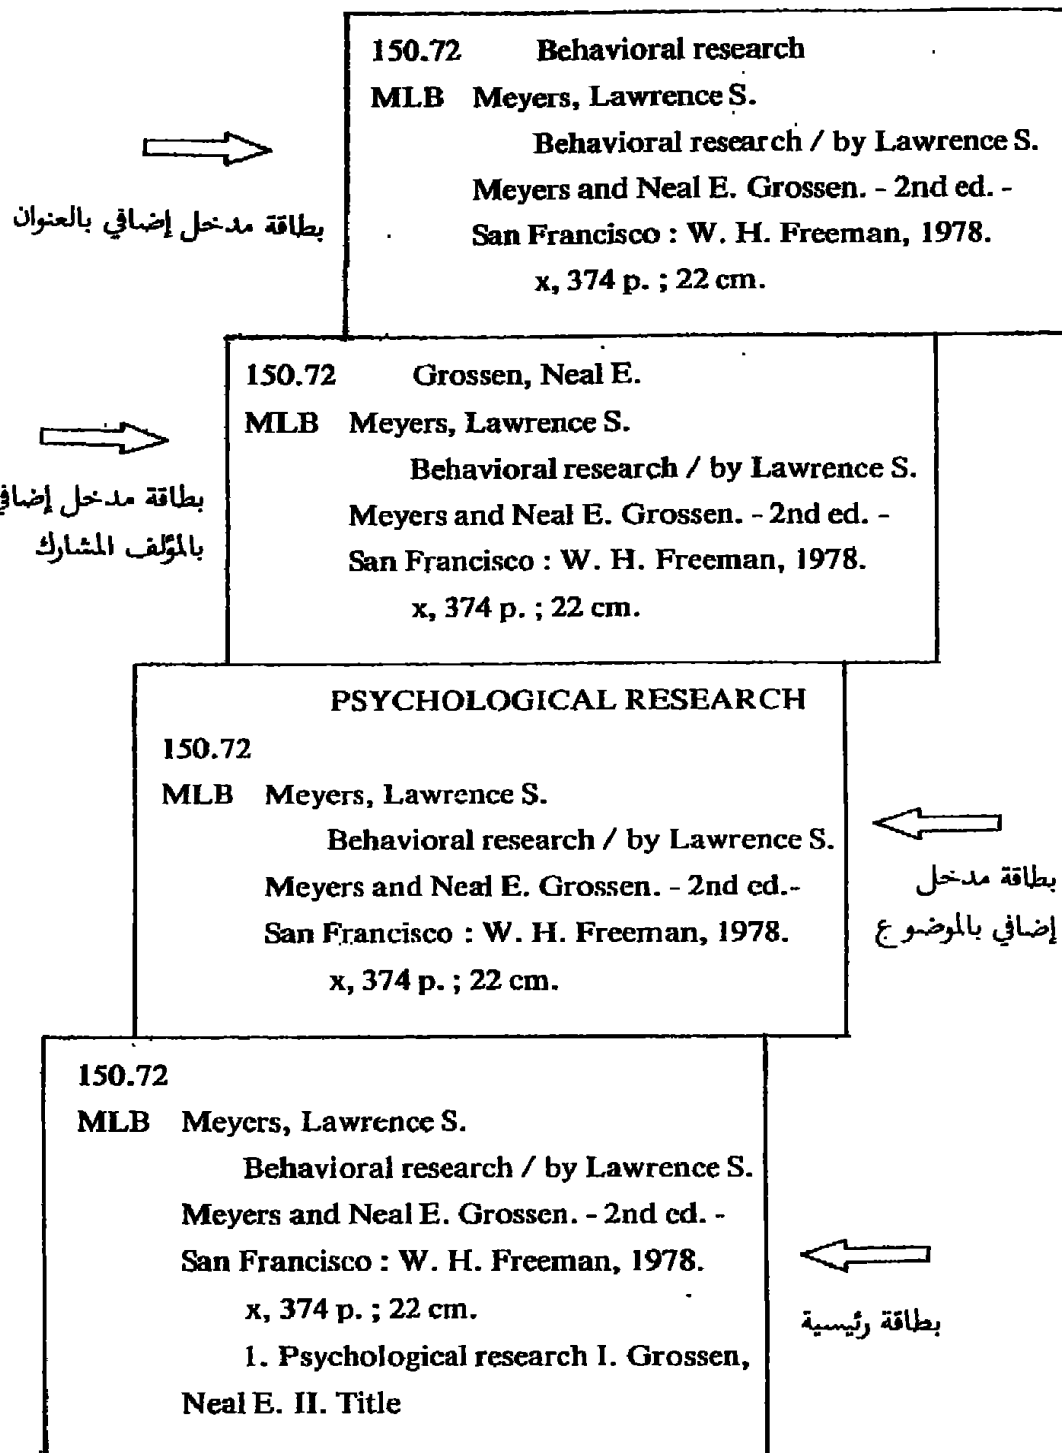 150.72 Behavioral research
MLB Meyers, Lawrence S.
Behavioral research / by Lawrence S.
Meyers and Neal E. Grossen. - 2nd ed. -
San Francisco : W. H. Freeman, 1978.
x, 374 p. ; 22 cm.
بطاقة مدخل إضافي بالعنوان
150.72 Grossen, Neal E.
MLB Meyers, Lawrence S.
Behavioral research / by Lawrence S.
Meyers and Neal E. Grossen. - 2nd ed. -
San Francisco : W. H. Freeman, 1978.
x, 374 p. ; 22 cm.
بطاقة مدخل إضافي
بالمؤلف المشارك
PSYCHOLOGICAL RESEARCH
150.72
MLB Meyers, Lawrence S.
Behavioral research / by Lawrence S.
Meyers and Neal E. Grossen. - 2nd ed.-
San Francisco : W. H. Freeman, 1978.
x, 374 p. ; 22 cm.
بطاقة مدخل
إضافي بالموضوع
150.72
MLB Meyers, Lawrence S.
Behavioral research / by Lawrence S.
Meyers and Neal E. Grossen. - 2nd ed. -
San Francisco : W. H. Freeman, 1978.
x, 374 p. ; 22 cm.
1. Psychological research I. Grossen,
Neal E. II. Title
بطاقة رئيسية